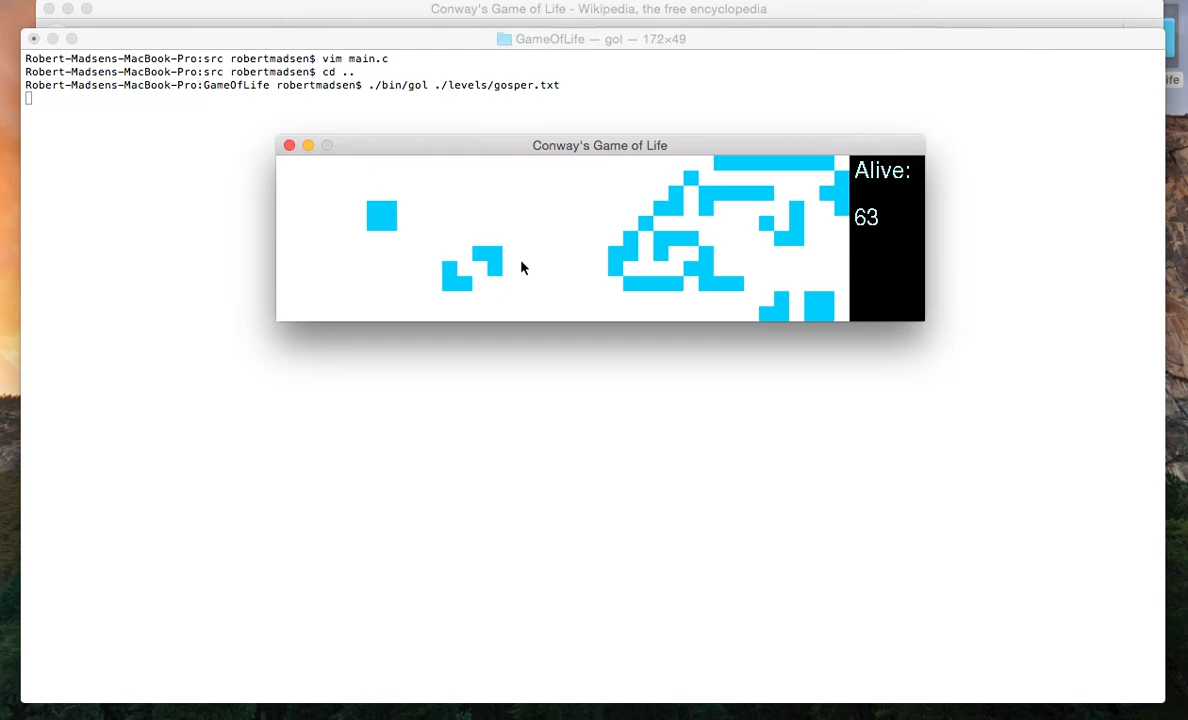 Conway's Game of Life - Wikipedia, the free encyclopedia
GameOfLife — gol — 172×49
ife
Robert-Madsens-MacBook-Pro:src robertmadsen$ vim main.c
Robert-Madsens-MacBook-Pro:src robertmadsen$ cd ..
Robert-Madsens-MacBook-Pro:GameOfLife robertmadsen$ ./bin/gol ./levels/gosper.txt
Conway's Game of Life
Alive:
63